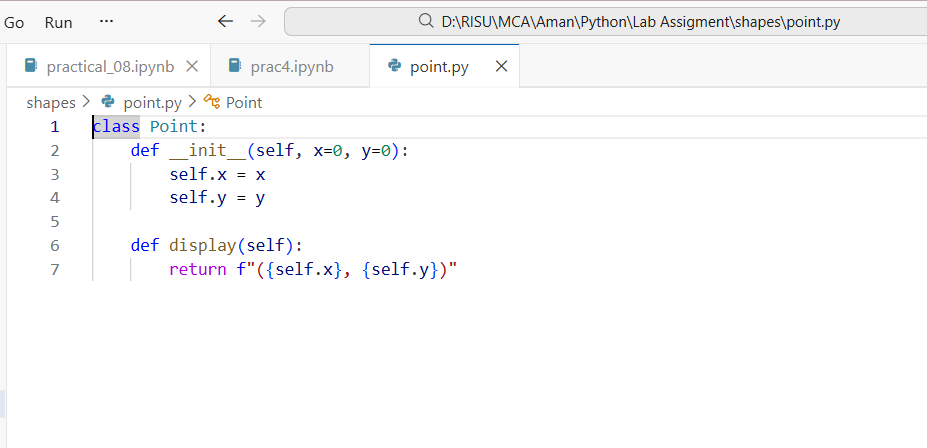 Go Run ··· ← → D:\RISU\MCA\Aman\Python\Lab Assigment\shapes\point.py
practical_08.ipynb prac4.ipynb point.py
shapes > point.py > Point
1 class Point:
2     def __init__(self, x=0, y=0):
3         self.x = x
4         self.y = y
5
6     def display(self):
7         return f"({self.x}, {self.y})"